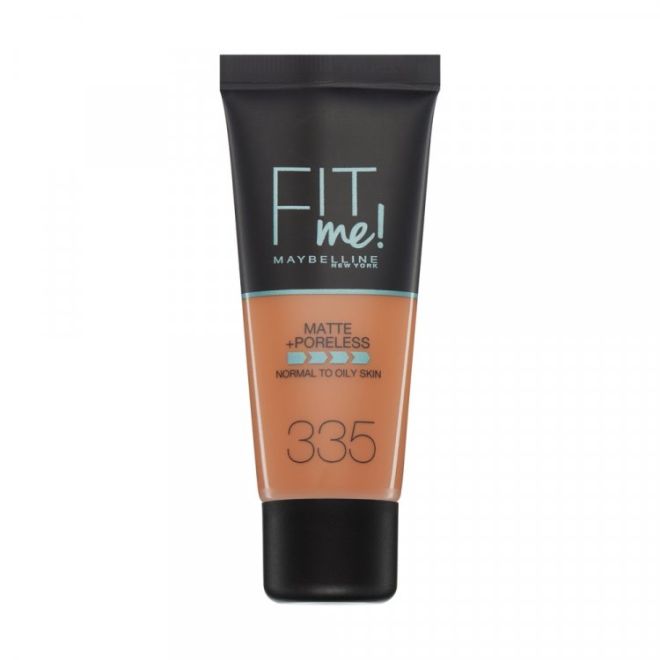 FIT
me!
MAYBELLINE
NEW YORK
MATTE
+PORELESS
NORMAL TO OILY SKIN
335